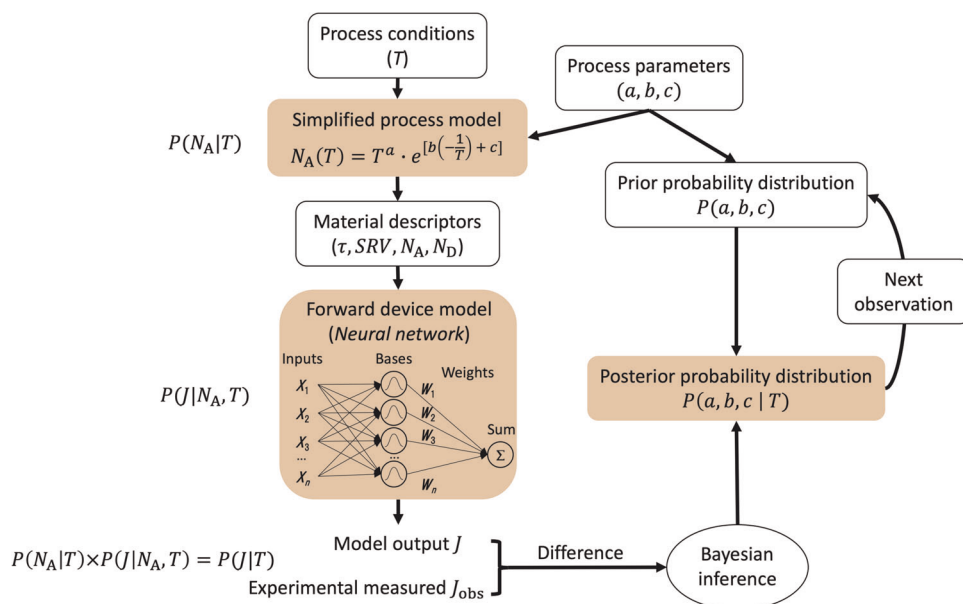 Process conditions
(T)
Process parameters
(a, b, c)
P(N_A|T)
Simplified process model
N_A(T) = T^a · e^{[b(-\frac{1}{T})+c]}
Prior probability distribution
P(a, b, c)
Material descriptors
(τ, SRV, N_A, N_D)
Next
observation
Forward device model
(Neural network)
Inputs
Bases
Weights
X_1
X_2
X_3
...
X_n
...
W_1
W_2
W_3
W_n
Sum
Σ
P(J|N_A, T)
Posterior probability distribution
P(a, b, c | T)
P(N_A|T)×P(J|N_A, T) = P(J|T)
Model output J
Experimental measured J_obs
Difference
Bayesian
inference